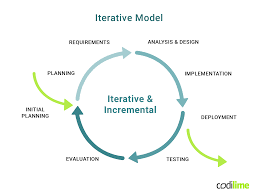 Iterative Model
REQUIREMENTS
ANALYSIS & DESIGN
PLANNING
IMPLEMENTATION
Iterative &
Incremental
INITIAL
PLANNING
DEPLOYMENT
EVALUATION
TESTING
codilime